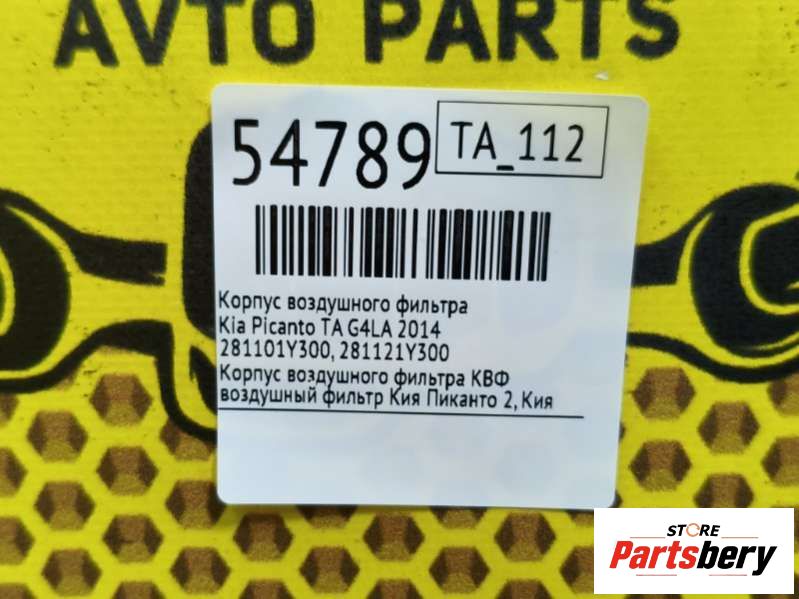 AVTO PARTS
54789
TA_112
Корпус воздушного фильтра
Kia Picanto TA G4LA 2014
281101Y300, 281121Y300
Корпус воздушного фильтра КВФ
воздушный фильтр Кия Пиканто 2, Кия
STORE
Partsbery